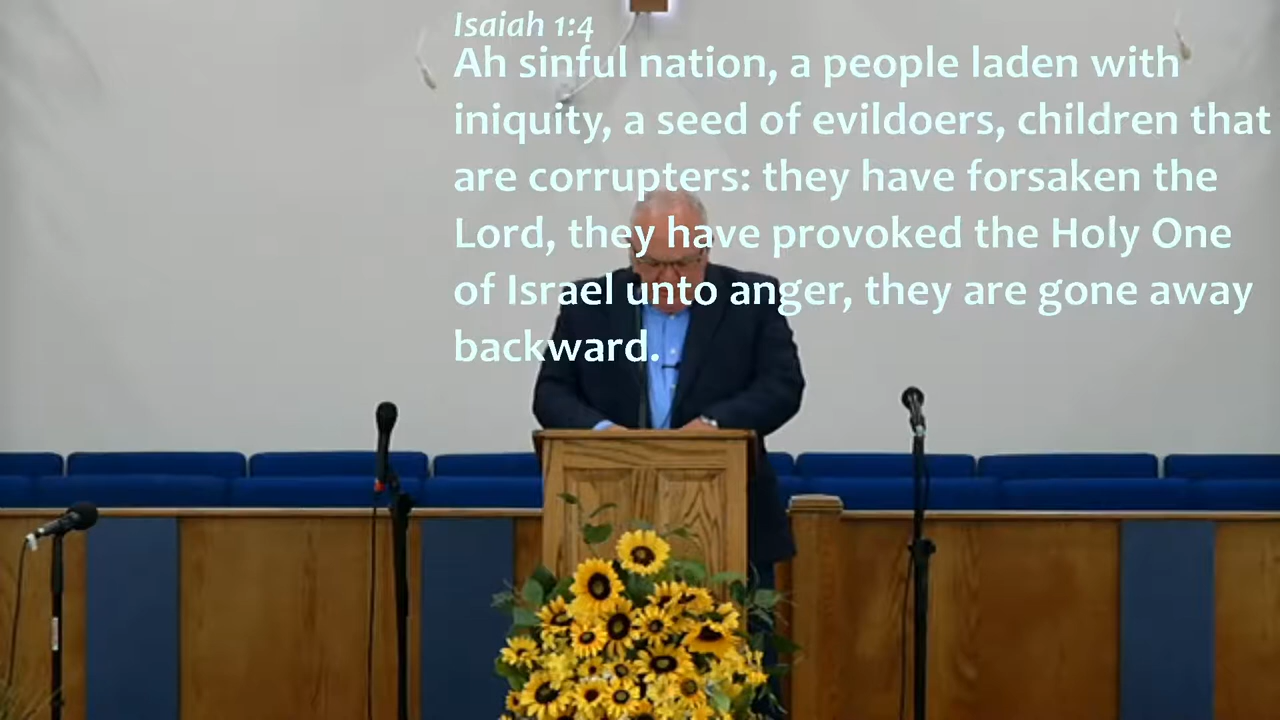 Isaiah 1:4
Ah sinful nation, a people laden with
iniquity, a seed of evildoers, children that
are corrupters: they have forsaken the
Lord, they have provoked the Holy One
of Israel unto anger, they are gone away
backward.